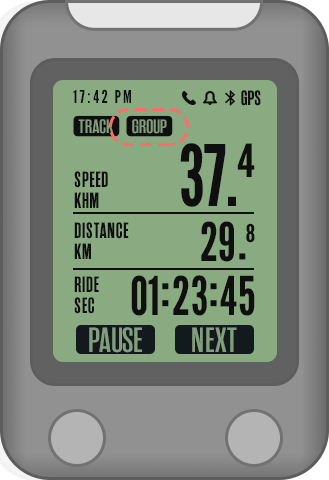 17:42 PM GPS
TRACK GROUP
SPEED
KHM
37.4
DISTANCE
KM
29.8
RIDE
SEC
01:23:45
PAUSE NEXT